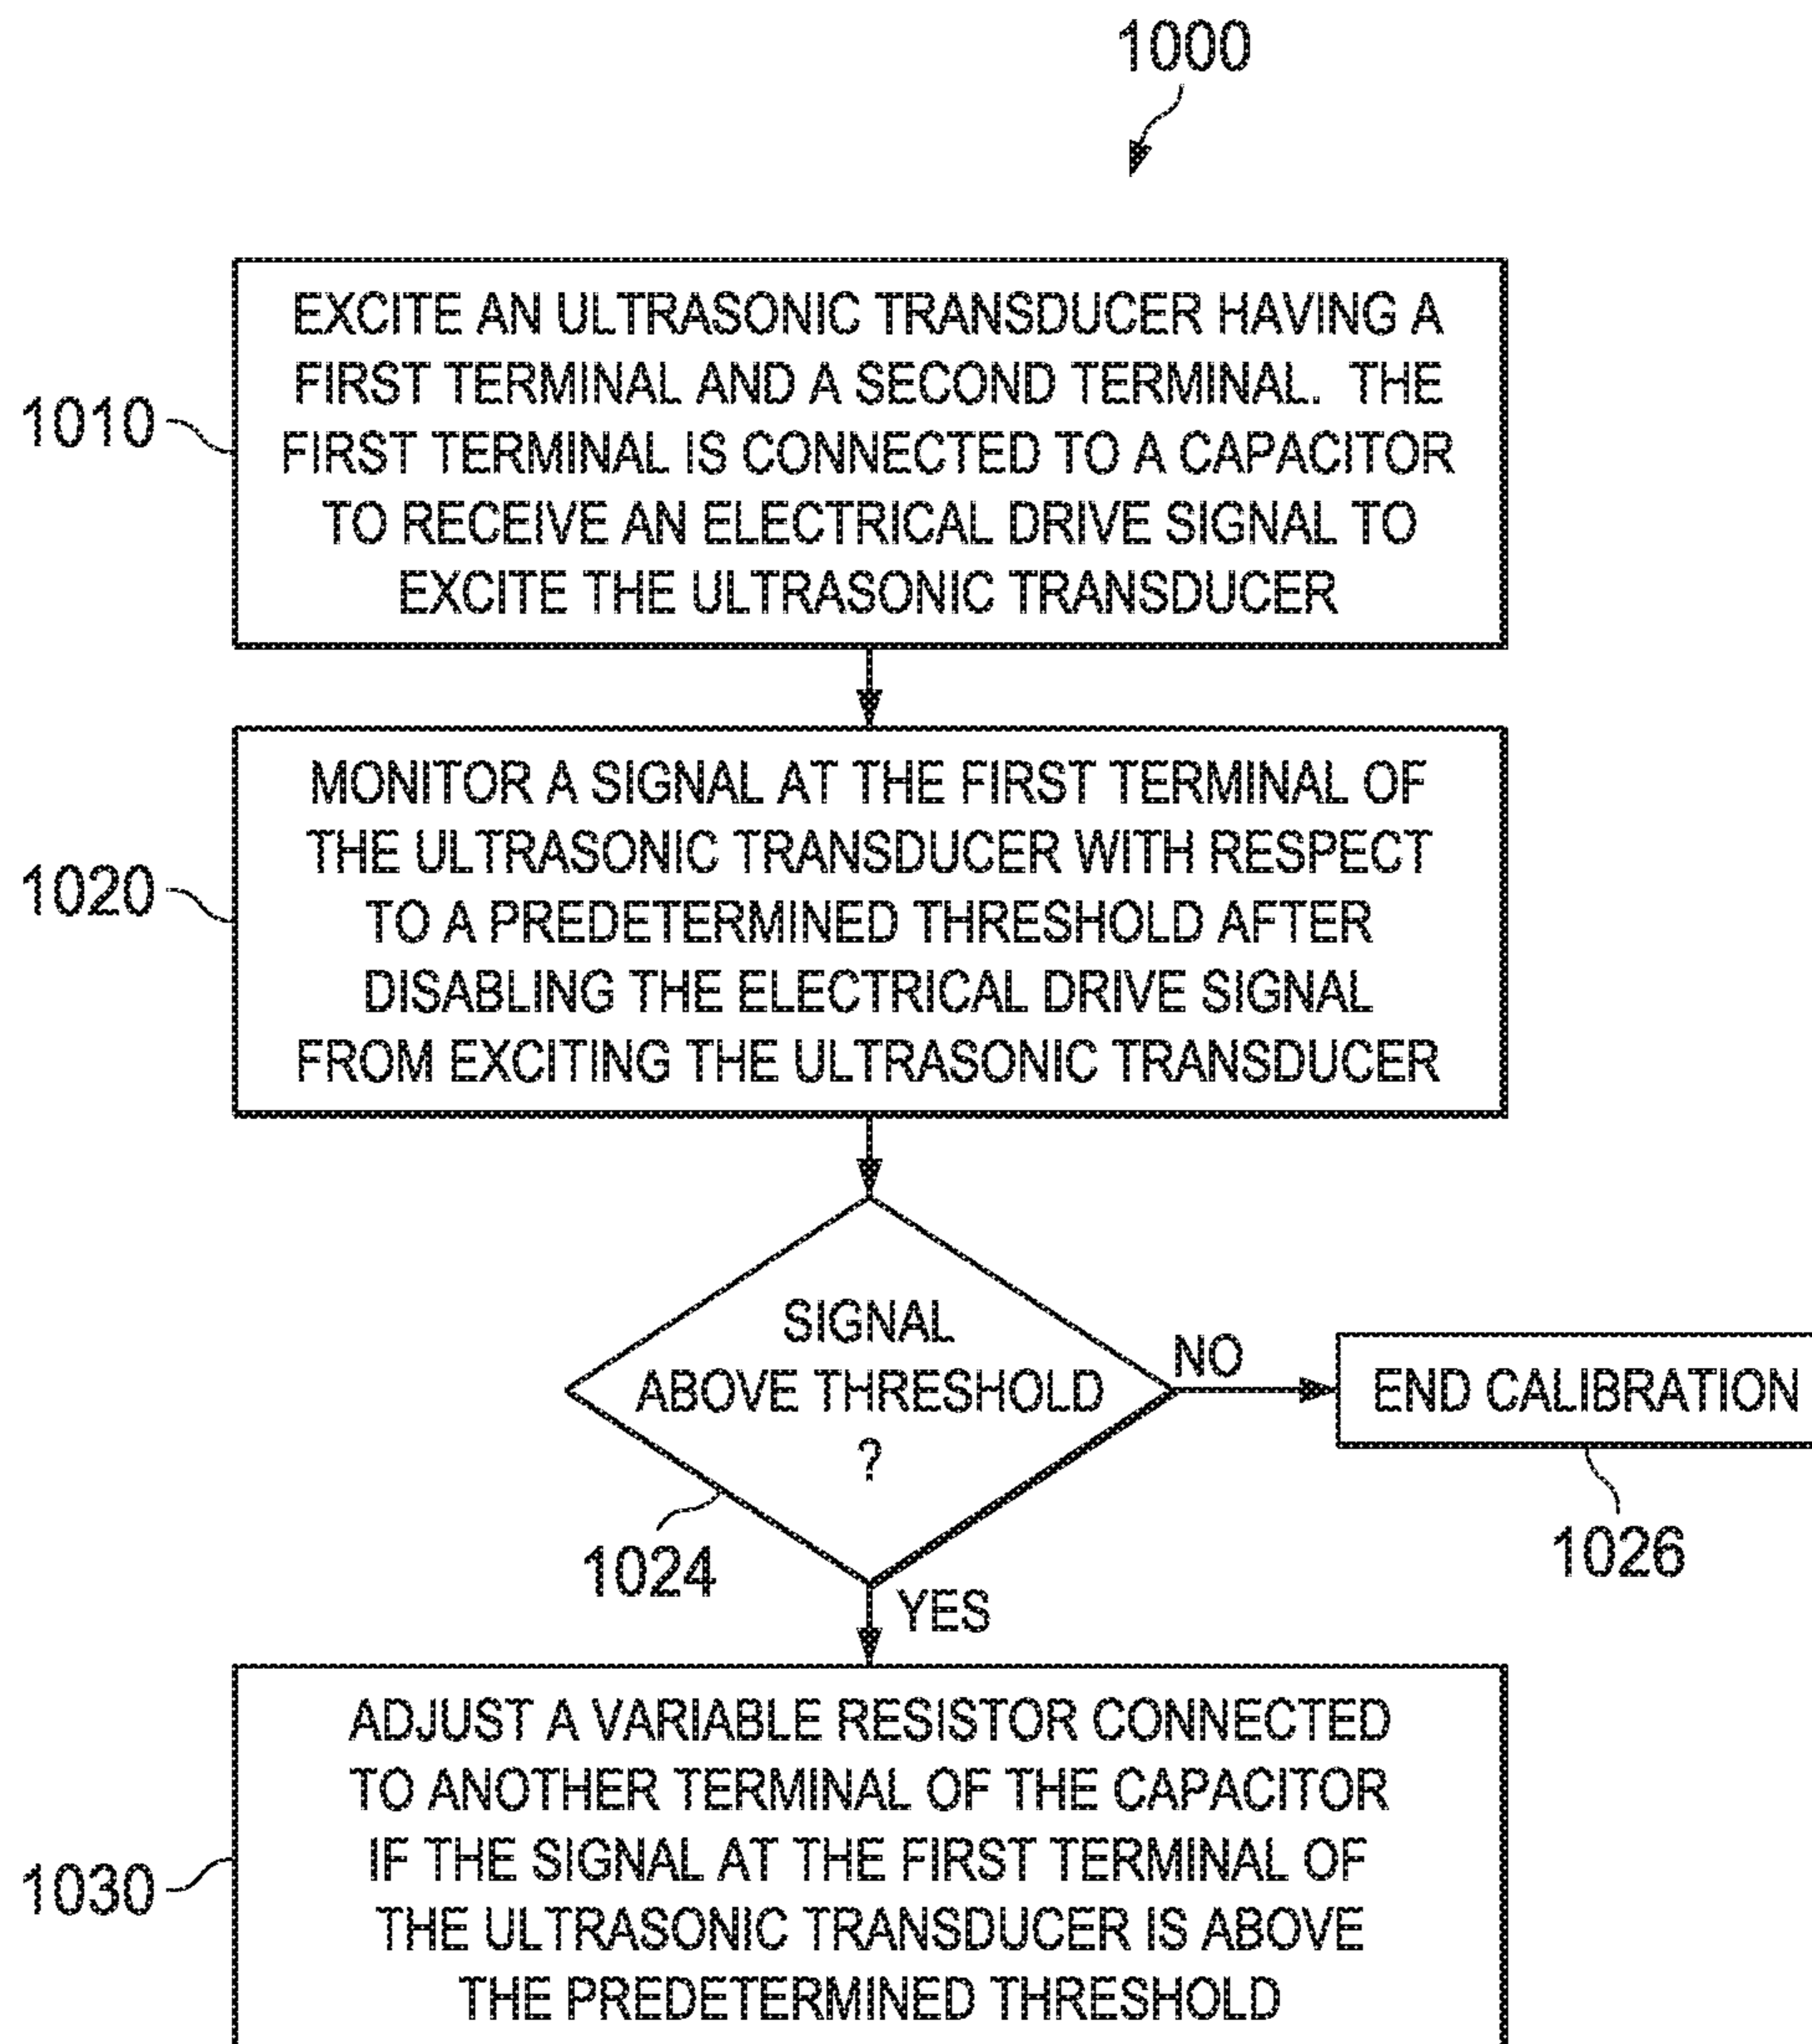 1000
EXCITE AN ULTRASONIC TRANSDUCER HAVING A
FIRST TERMINAL AND A SECOND TERMINAL. THE
FIRST TERMINAL IS CONNECTED TO A CAPACITOR
TO RECEIVE AN ELECTRICAL DRIVE SIGNAL TO
EXCITE THE ULTRASONIC TRANSDUCER
1010
MONITOR A SIGNAL AT THE FIRST TERMINAL OF
THE ULTRASONIC TRANSDUCER WITH RESPECT
TO A PREDETERMINED THRESHOLD AFTER
DISABLING THE ELECTRICAL DRIVE SIGNAL
FROM EXCITING THE ULTRASONIC TRANSDUCER
1020
SIGNAL
ABOVE THRESHOLD
?
1024
NO
END CALIBRATION
1026
YES
ADJUST A VARIABLE RESISTOR CONNECTED
TO ANOTHER TERMINAL OF THE CAPACITOR
IF THE SIGNAL AT THE FIRST TERMINAL OF
THE ULTRASONIC TRANSDUCER IS ABOVE
THE PREDETERMINED THRESHOLD
1030